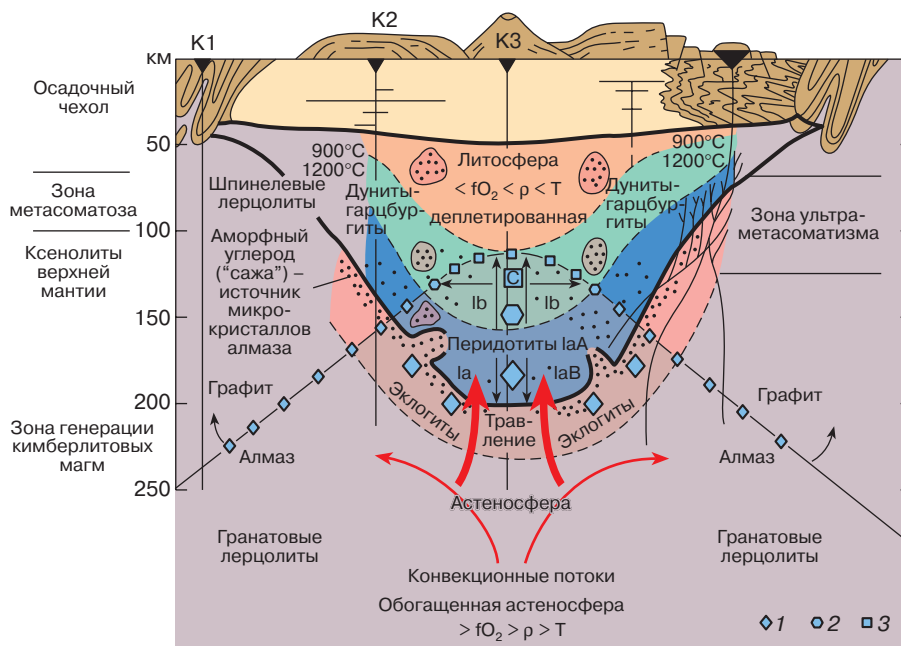 K1
K2
K3
КМ
Осадочный
чехол
50
Зона
метасоматоза
100
Ксенолиты
верхней
мантии
150
200
Зона генерации
кимберлитовых
магм
250
900°C
1200°C
900°C
1200°C
Литосфера
< fO2 < ρ < T
деплетированная
Шпинелевые
лерцолиты
Дуниты-
гарцбур-
гиты
Дуниты-
гарцбур-
гиты
Зона ультра-
метасоматизма
Аморфный
углерод
("сажа") –
источник
микро-
кристаллов
алмаза
C
Ib
Ib
Перидотиты IaA
Ia
IaB
Графит
Алмаз
Эклогиты
Трав-
ление
Эклогиты
Графит
Алмаз
Астеносфера
Гранатовые
лерцолиты
Гранатовые
лерцолиты
Конвекционные потоки
Обогащенная астеносфера
> fO2 > ρ > T
1
2
3